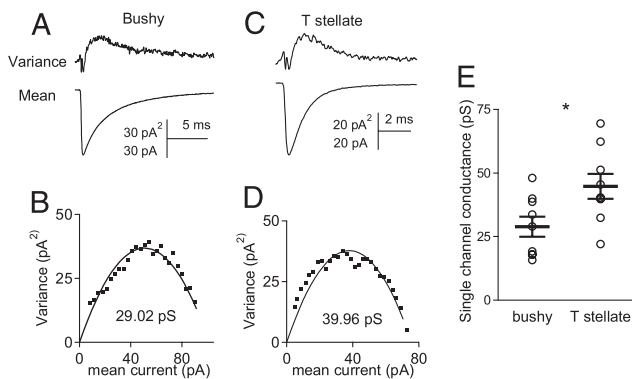 A
Bushy
Variance
Mean
30 pA²
30 pA
5 ms
B
Variance (pA²)
50
25
0
29.02 pS
0
40
80
mean current (pA)
C
T stellate
20 pA²
20 pA
2 ms
D
Variance (pA²)
50
25
0
39.96 pS
0
40
80
mean current (pA)
E
Single channel conductance (pS)
75
50
25
0
*
bushy
T stellate